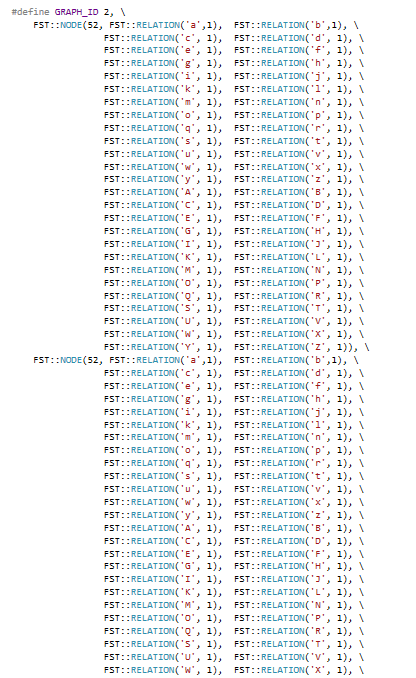 #define GRAPH_ID 2, \
FST::NODE(52, FST::RELATION('a',1), FST::RELATION('b',1), \
FST::RELATION('c', 1), FST::RELATION('d', 1), \
FST::RELATION('e', 1), FST::RELATION('f', 1), \
FST::RELATION('g', 1), FST::RELATION('h', 1), \
FST::RELATION('i', 1), FST::RELATION('j', 1), \
FST::RELATION('k', 1), FST::RELATION('l', 1), \
FST::RELATION('m', 1), FST::RELATION('n', 1), \
FST::RELATION('o', 1), FST::RELATION('p', 1), \
FST::RELATION('q', 1), FST::RELATION('r', 1), \
FST::RELATION('s', 1), FST::RELATION('t', 1), \
FST::RELATION('u', 1), FST::RELATION('v', 1), \
FST::RELATION('w', 1), FST::RELATION('x', 1), \
FST::RELATION('y', 1), FST::RELATION('z', 1), \
FST::RELATION('A', 1), FST::RELATION('B', 1), \
FST::RELATION('C', 1), FST::RELATION('D', 1), \
FST::RELATION('E', 1), FST::RELATION('F', 1), \
FST::RELATION('G', 1), FST::RELATION('H', 1), \
FST::RELATION('I', 1), FST::RELATION('J', 1), \
FST::RELATION('K', 1), FST::RELATION('L', 1), \
FST::RELATION('M', 1), FST::RELATION('N', 1), \
FST::RELATION('O', 1), FST::RELATION('P', 1), \
FST::RELATION('Q', 1), FST::RELATION('R', 1), \
FST::RELATION('S', 1), FST::RELATION('T', 1), \
FST::RELATION('U', 1), FST::RELATION('V', 1), \
FST::RELATION('W', 1), FST::RELATION('X', 1), \
FST::RELATION('Y', 1), FST::RELATION('Z', 1)), \
FST::NODE(52, FST::RELATION('a',1), FST::RELATION('b',1), \
FST::RELATION('c', 1), FST::RELATION('d', 1), \
FST::RELATION('e', 1), FST::RELATION('f', 1), \
FST::RELATION('g', 1), FST::RELATION('h', 1), \
FST::RELATION('i', 1), FST::RELATION('j', 1), \
FST::RELATION('k', 1), FST::RELATION('l', 1), \
FST::RELATION('m', 1), FST::RELATION('n', 1), \
FST::RELATION('o', 1), FST::RELATION('p', 1), \
FST::RELATION('q', 1), FST::RELATION('r', 1), \
FST::RELATION('s', 1), FST::RELATION('t', 1), \
FST::RELATION('u', 1), FST::RELATION('v', 1), \
FST::RELATION('w', 1), FST::RELATION('x', 1), \
FST::RELATION('y', 1), FST::RELATION('z', 1), \
FST::RELATION('A', 1), FST::RELATION('B', 1), \
FST::RELATION('C', 1), FST::RELATION('D', 1), \
FST::RELATION('E', 1), FST::RELATION('F', 1), \
FST::RELATION('G', 1), FST::RELATION('H', 1), \
FST::RELATION('I', 1), FST::RELATION('J', 1), \
FST::RELATION('K', 1), FST::RELATION('L', 1), \
FST::RELATION('M', 1), FST::RELATION('N', 1), \
FST::RELATION('O', 1), FST::RELATION('P', 1), \
FST::RELATION('Q', 1), FST::RELATION('R', 1), \
FST::RELATION('S', 1), FST::RELATION('T', 1), \
FST::RELATION('U', 1), FST::RELATION('V', 1), \
FST::RELATION('W', 1), FST::RELATION('X', 1), \